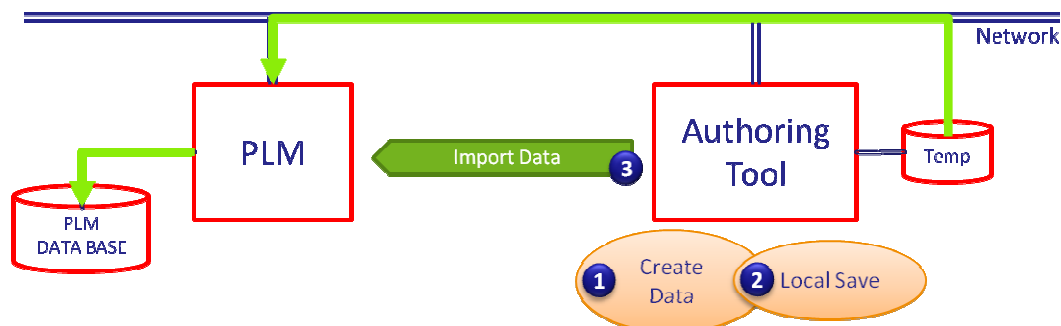 Network
PLM
Import Data
3
Authoring
Tool
Temp
PLM
DATA BASE
1
Create
Data
2
Local Save